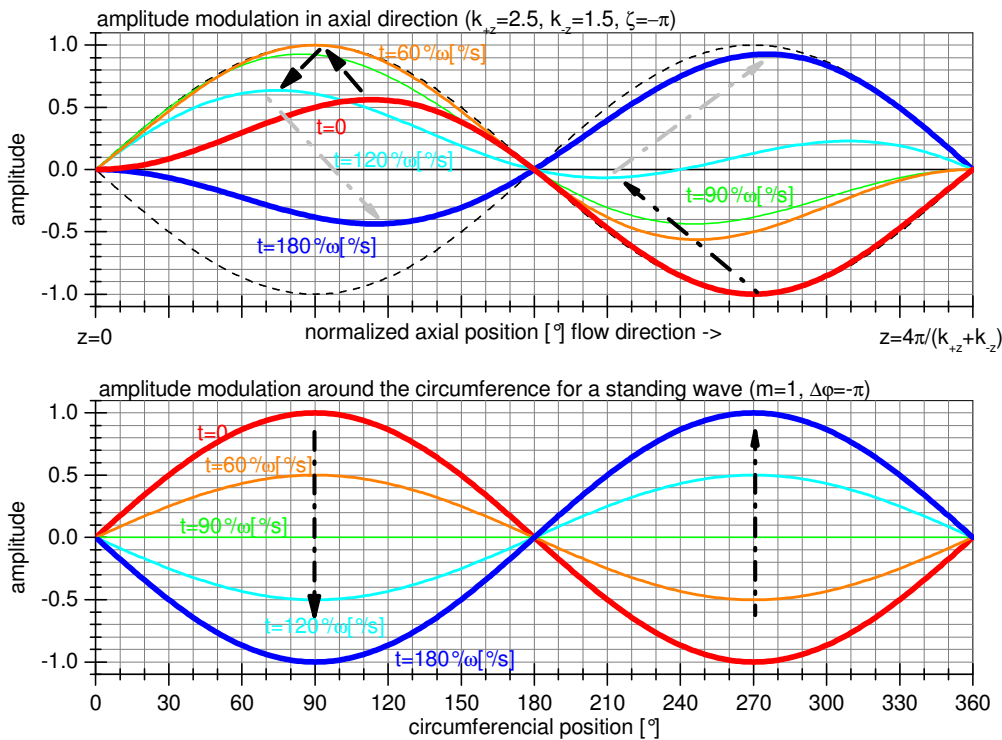 amplitude modulation in axial direction (k+z=2.5, k-z=1.5, ζ=−π)
amplitude
1.0
0.5
0.0
-0.5
-1.0
t=60°/ω[°/s]
t=0
t=120°/ω[°/s]
t=90°/ω[°/s]
t=180°/ω[°/s]
z=0
normalized axial position [°] flow direction ->
z=4π/(k+z+k-z)
amplitude modulation around the circumference for a standing wave (m=1, Δφ=-π)
amplitude
1.0
0.5
0.0
-0.5
-1.0
t=0
t=60°/ω[°/s]
t=90°/ω[°/s]
t=120°/ω[°/s]
t=180°/ω[°/s]
0 30 60 90 120 150 180 210 240 270 300 330 360
circumferencial position [°]